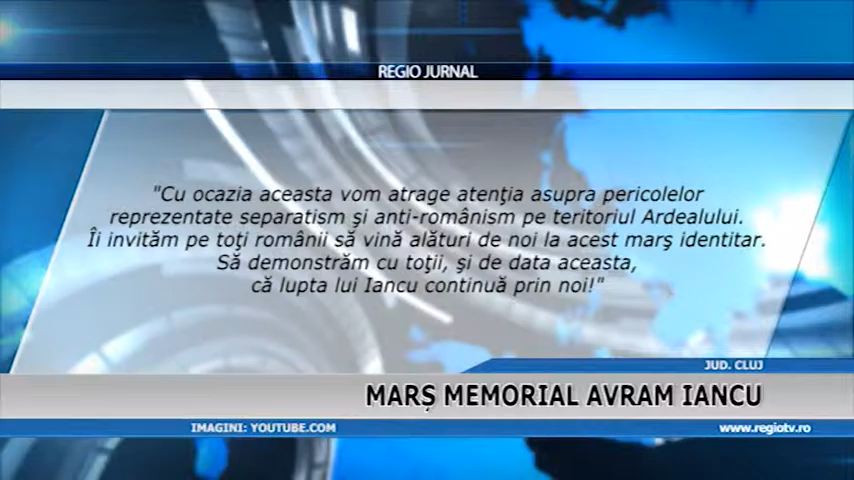 REGIO JURNAL
"Cu ocazia aceasta vom atrage atenţia asupra pericolelor
reprezentate separatism şi anti-românism pe teritoriul Ardealului.
Îi invităm pe toţi românii să vină alături de noi la acest marş identitar.
Să demonstrăm cu toţii, şi de data aceasta,
că lupta lui Iancu continuă prin noi!"
JUD. CLUJ
MARȘ MEMORIAL AVRAM IANCU
IMAGINI: YOUTUBE.COM
www.regiotv.ro